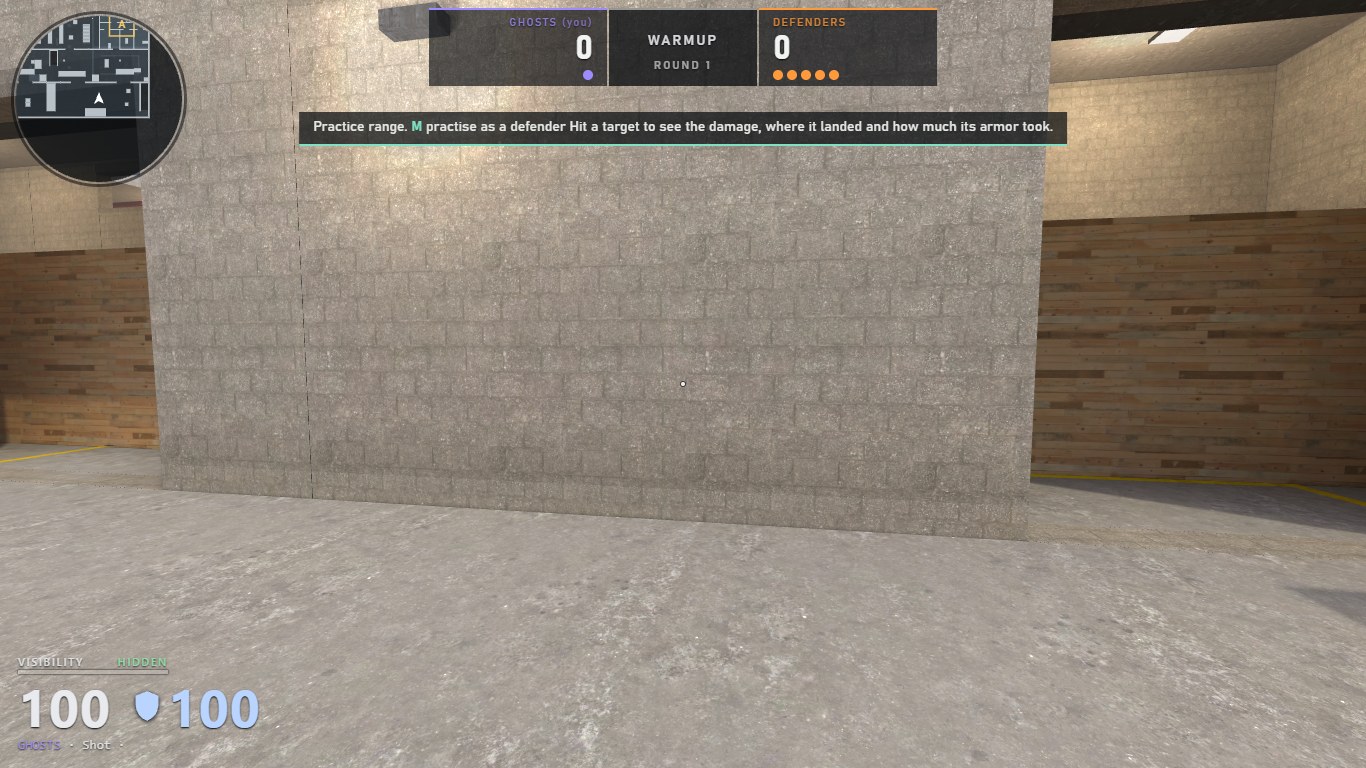 A
GHOSTS (you)
0
WARMUP
ROUND 1
DEFENDERS
0
Practice range. M practise as a defender Hit a target to see the damage, where it landed and how much its armor took.
VISIBILITY HIDDEN
100 100
GHOSTS · Shot ·